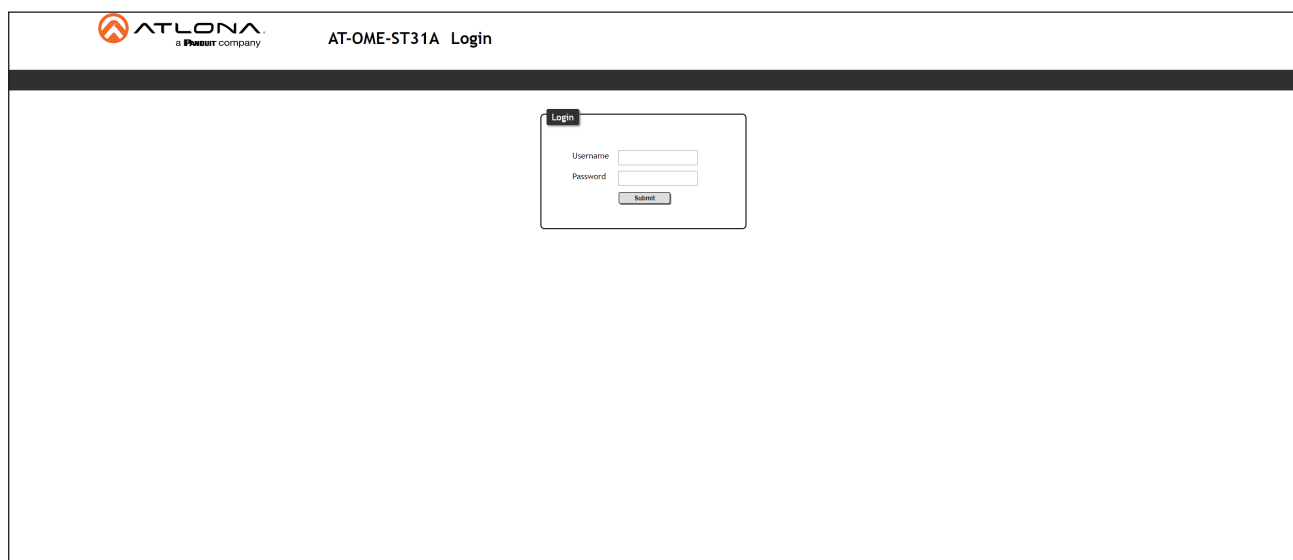 ATLONA.
a PANDUIT company
AT-OME-ST31A Login
Login
Username
Password
Submit